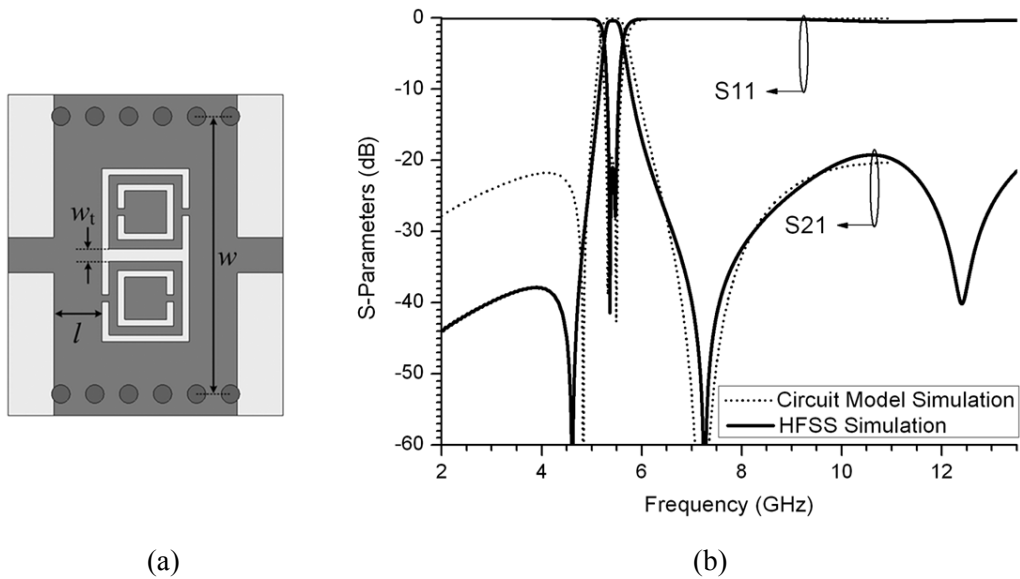 (a)
w_t
w
l
S-Parameters (dB)
0
-10
-20
-30
-40
-50
-60
S11
S21
Circuit Model Simulation
HFSS Simulation
2 4 6 8 10 12
Frequency (GHz)
(a) (b)